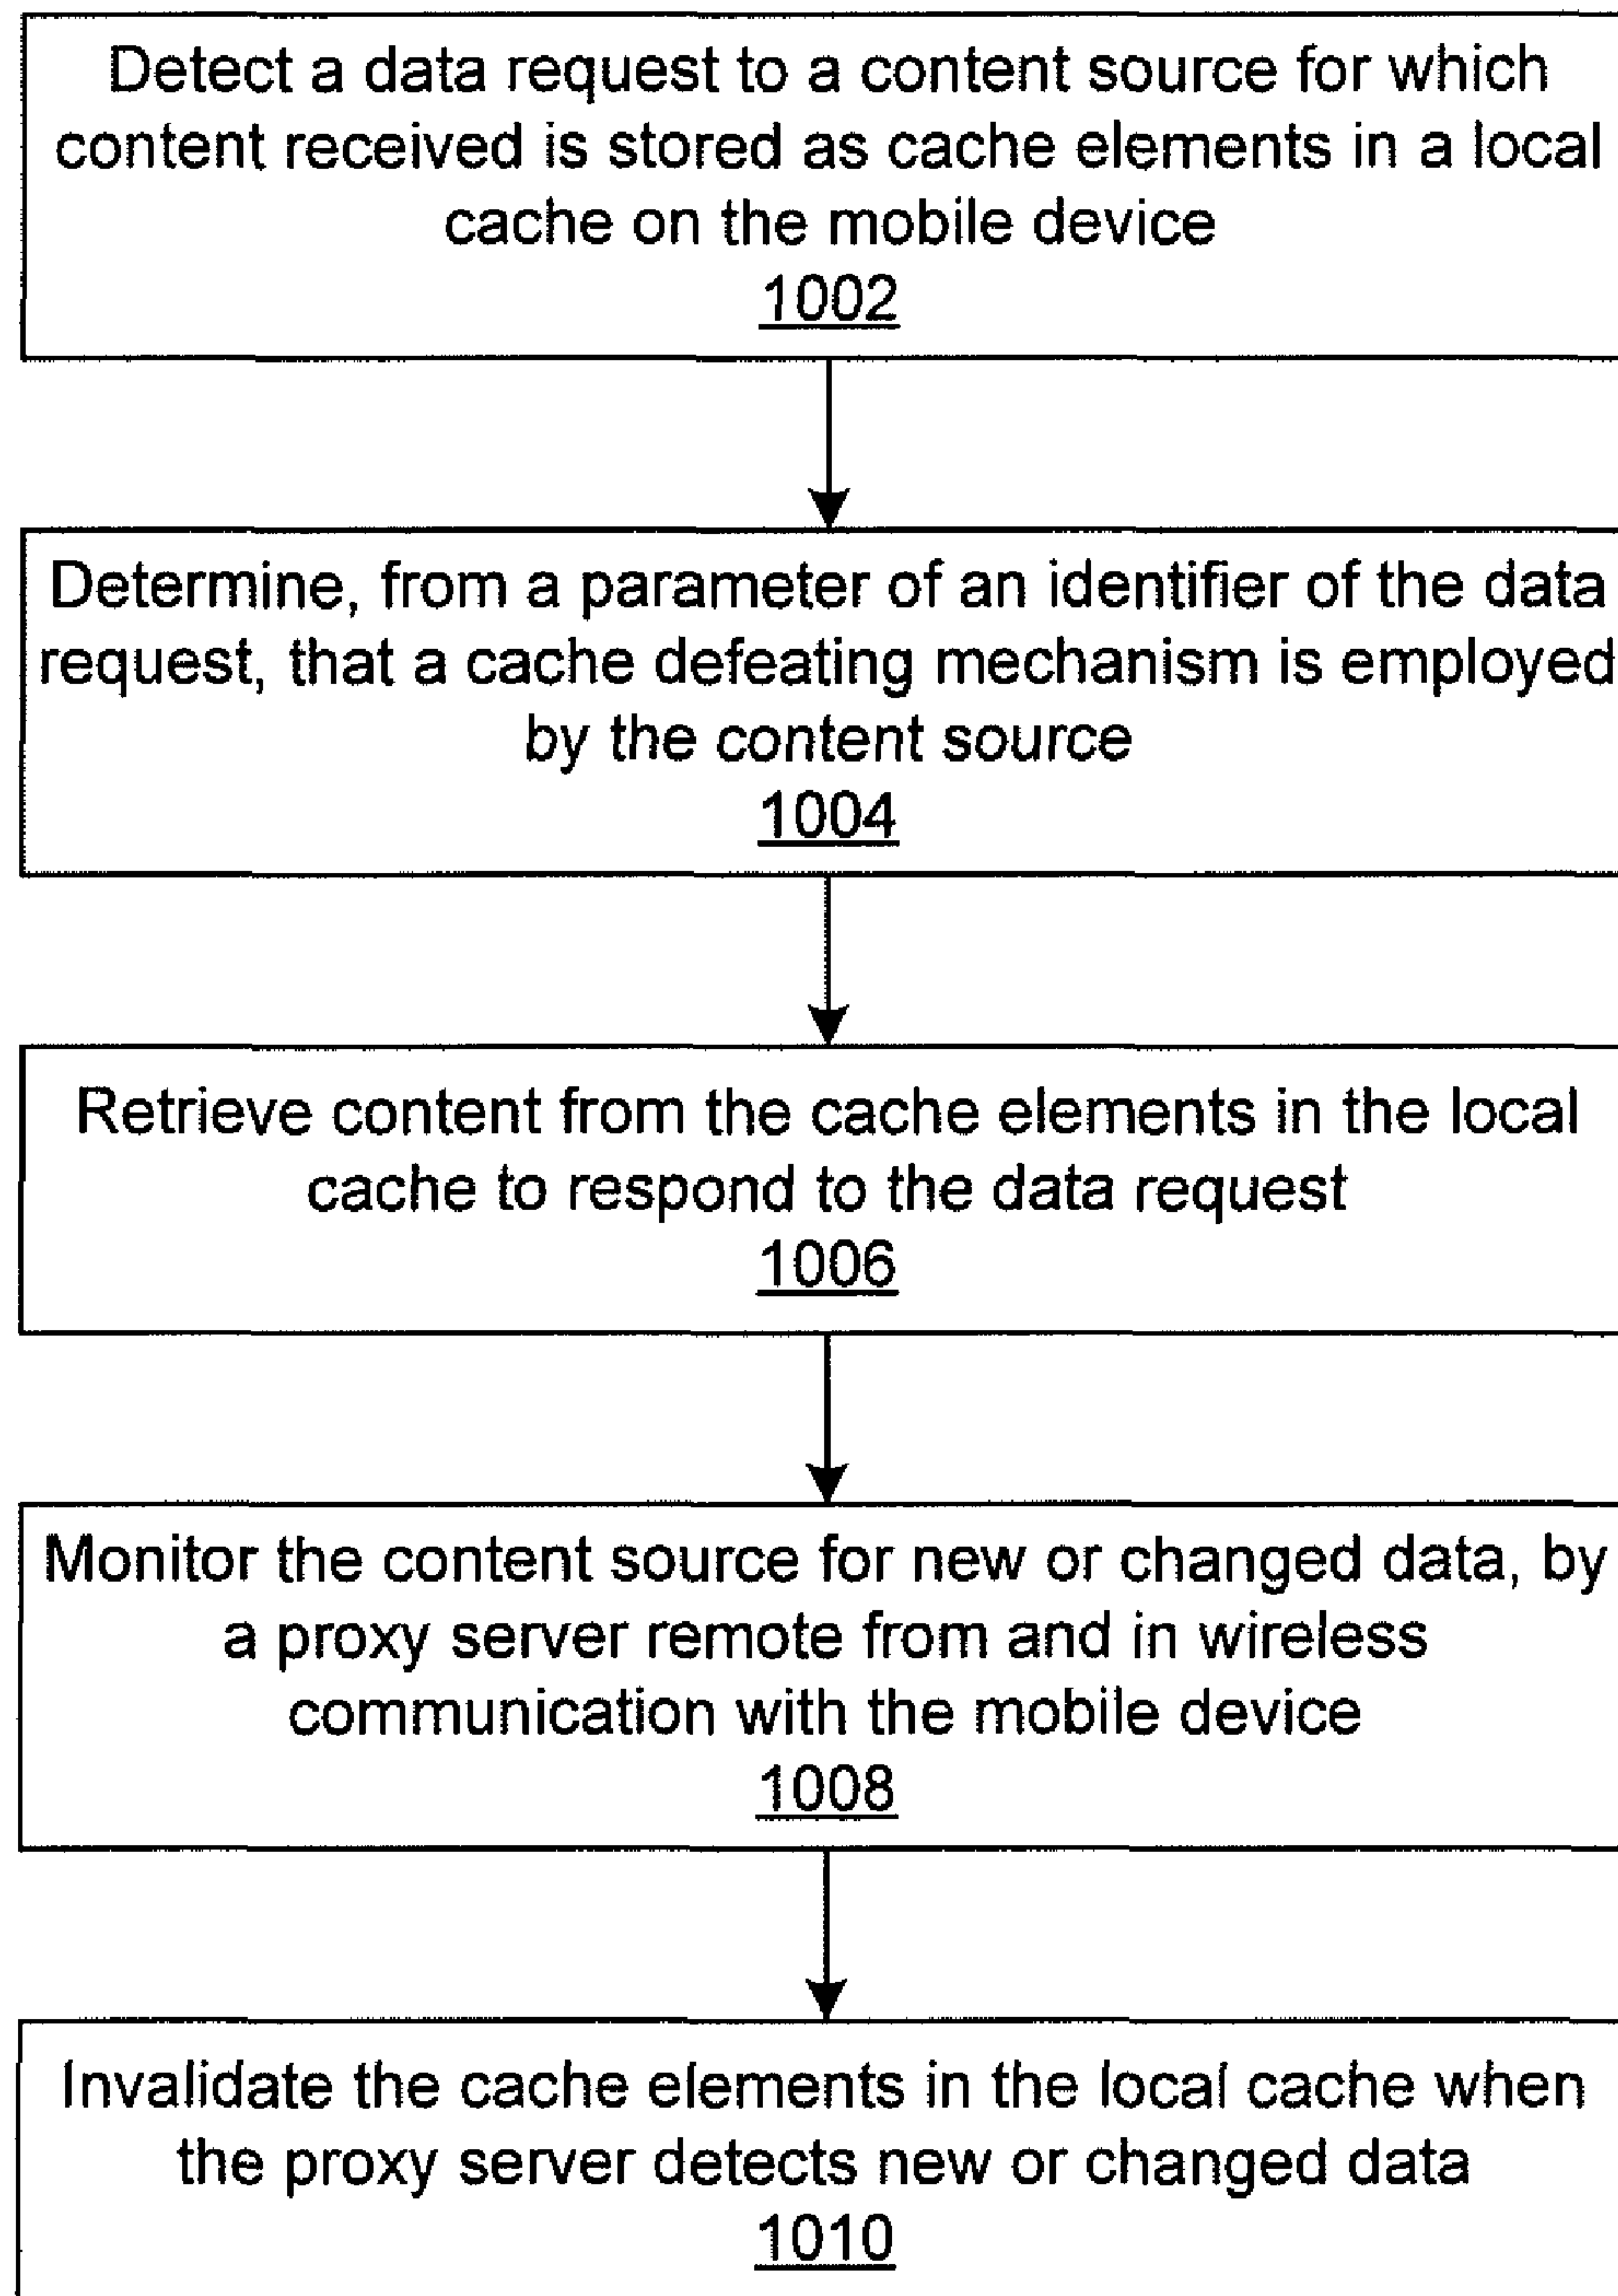 Detect a data request to a content source for which
content received is stored as cache elements in a local
cache on the mobile device
1002
Determine, from a parameter of an identifier of the data
request, that a cache defeating mechanism is employed
by the content source
1004
Retrieve content from the cache elements in the local
cache to respond to the data request
1006
Monitor the content source for new or changed data, by
a proxy server remote from and in wireless
communication with the mobile device
1008
Invalidate the cache elements in the local cache when
the proxy server detects new or changed data
1010